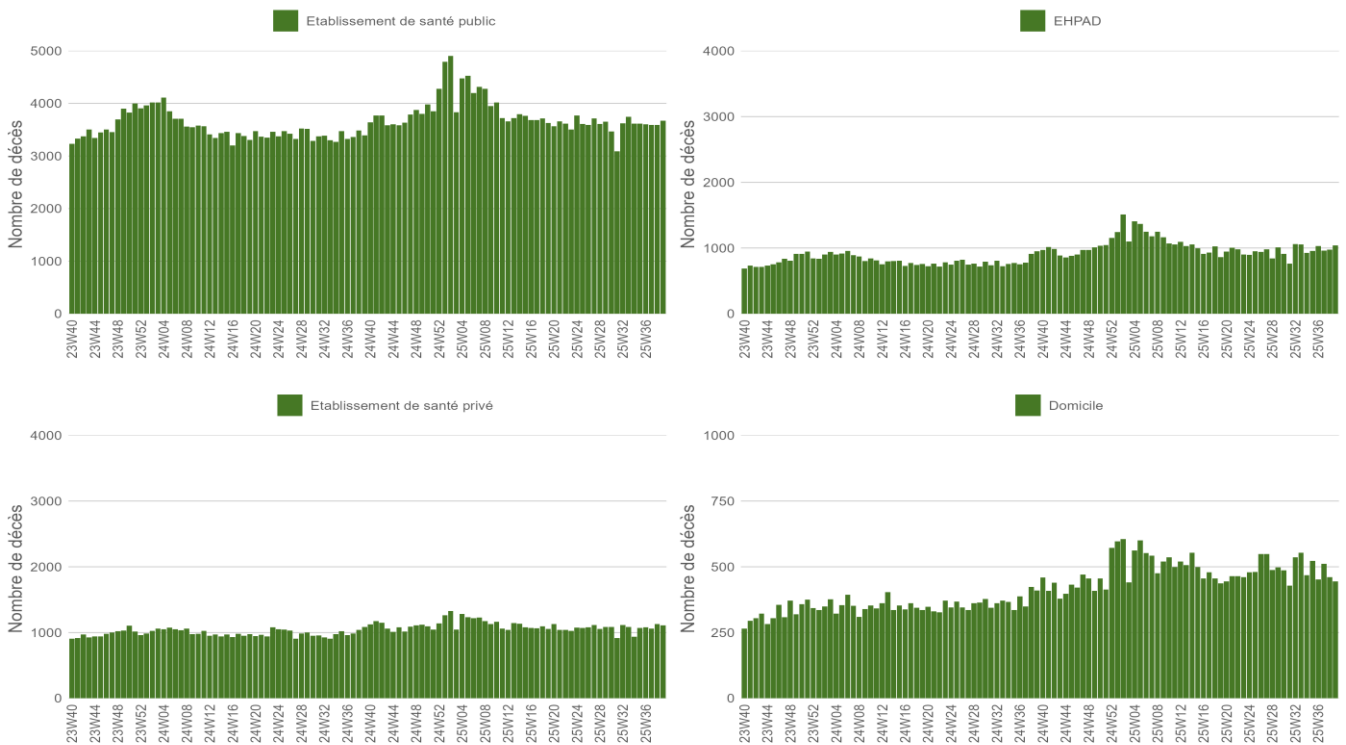 Etablissement de santé public
Nombre de décès
5000
4000
3000
2000
1000
0
23W40 23W44 23W48 23W52 24W04 24W08 24W12 24W16 24W20 24W24 24W28 24W32 24W36 24W40 24W44 24W48 24W52 25W04 25W08 25W12 25W16 25W20 25W24 25W28 25W32 25W36
EHPAD
Nombre de décès
4000
3000
2000
1000
0
23W40 23W44 23W48 23W52 24W04 24W08 24W12 24W16 24W20 24W24 24W28 24W32 24W36 24W40 24W44 24W48 24W52 25W04 25W08 25W12 25W16 25W20 25W24 25W28 25W32 25W36
Etablissement de santé privé
Nombre de décès
4000
3000
2000
1000
0
23W40 23W44 23W48 23W52 24W04 24W08 24W12 24W16 24W20 24W24 24W28 24W32 24W36 24W40 24W44 24W48 24W52 25W04 25W08 25W12 25W16 25W20 25W24 25W28 25W32 25W36
Domicile
Nombre de décès
1000
750
500
250
0
23W40 23W44 23W48 23W52 24W04 24W08 24W12 24W16 24W20 24W24 24W28 24W32 24W36 24W40 24W44 24W48 24W52 25W04 25W08 25W12 25W16 25W20 25W24 25W28 25W32 25W36